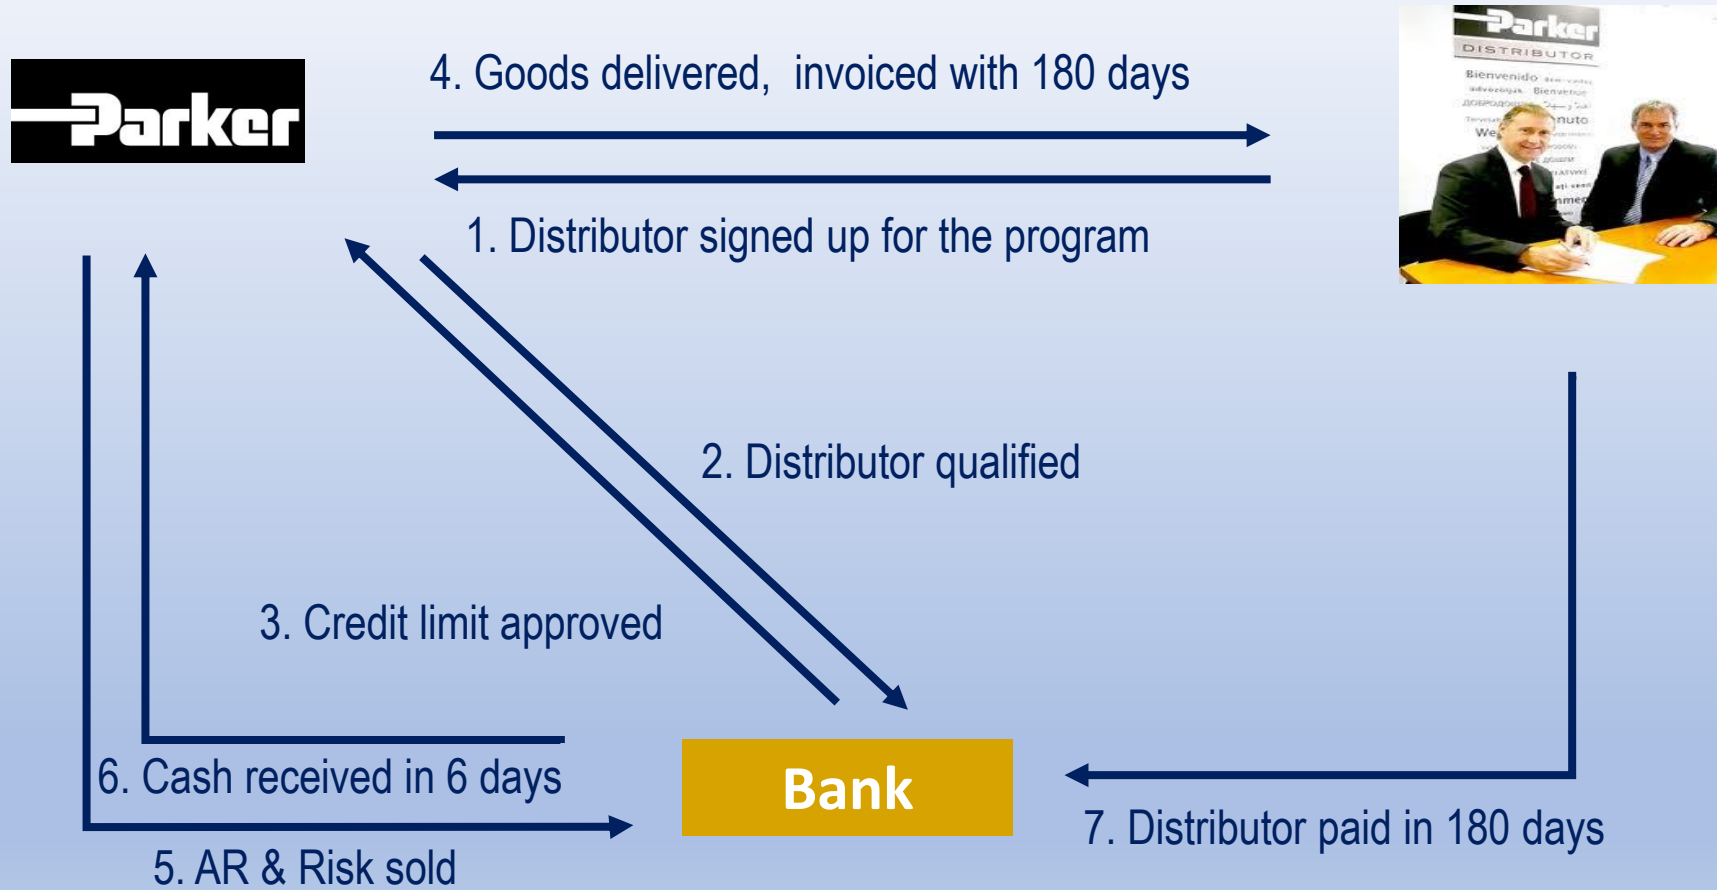 Parker
4. Goods delivered,  invoiced with 180 days
Parker
DISTRIBUTOR
Bienvenido
Bienvenue
1. Distributor signed up for the program
2. Distributor qualified
3. Credit limit approved
6. Cash received in 6 days
Bank
7. Distributor paid in 180 days
5. AR & Risk sold